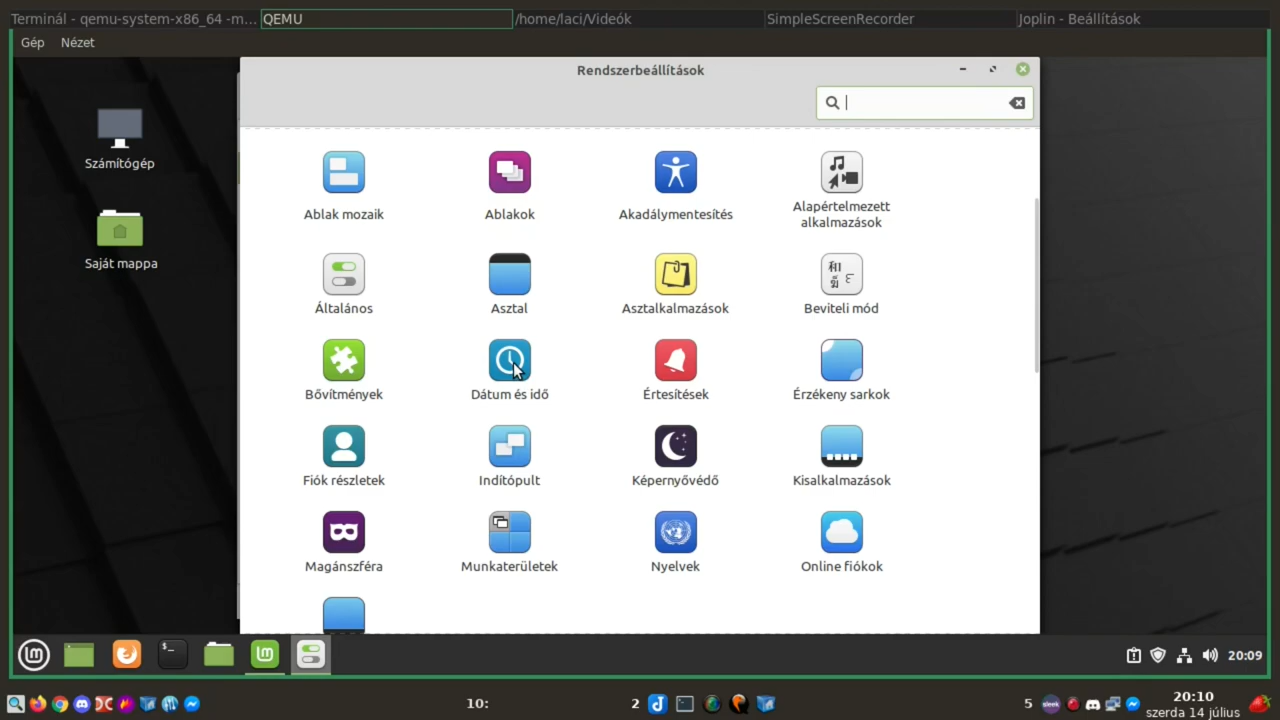 Terminál - qemu-system-x86_64 -m...
QEMU
/home/laci/Videók
SimpleScreenRecorder
Joplin - Beállítások
Gép
Nézet
Rendszerbeállítások
Számítógép
Saját mappa
Ablak mozaik
Ablakok
Akadálymentesítés
Alapértelmezett
alkalmazások
Általános
Asztal
Asztalkalmazások
Beviteli mód
Bővítmények
Dátum és idő
Értesítések
Érzékeny sarkok
Fiók részletek
Indítópult
Képernyővédő
Kisalkalmazások
Magánszféra
Munkaterületek
Nyelvek
Online fiókok
20:09
10:
2
5
20:10
szerda 14 július